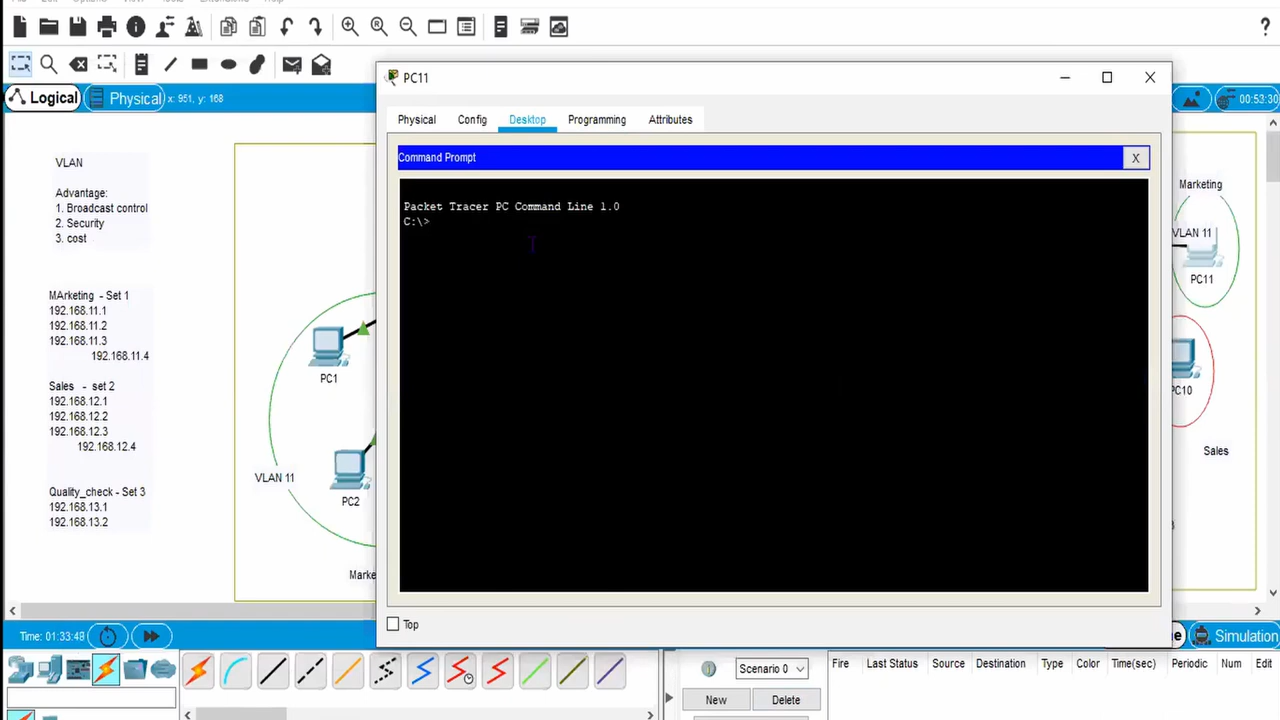 PC11
Logical
Physical
x: 951, y: 168
00:53:30
Physical
Config
Desktop
Programming
Attributes
Command Prompt
X
Packet Tracer PC Command Line 1.0
C:\>
VLAN
Advantage:
1. Broadcast control
2. Security
3. cost
MArketing - Set 1
192.168.11.1
192.168.11.2
192.168.11.3
192.168.11.4
Sales - set 2
192.168.12.1
192.168.12.2
192.168.12.3
192.168.12.4
Quality_check - Set 3
192.168.13.1
192.168.13.2
PC1
PC2
VLAN 11
Marke
Marketing
VLAN 11
PC11
PC10
Sales
Top
Time: 01:33:48
Simulation
Scenario 0
New
Delete
Fire
Last Status
Source
Destination
Type
Color
Time(sec)
Periodic
Num
Edit